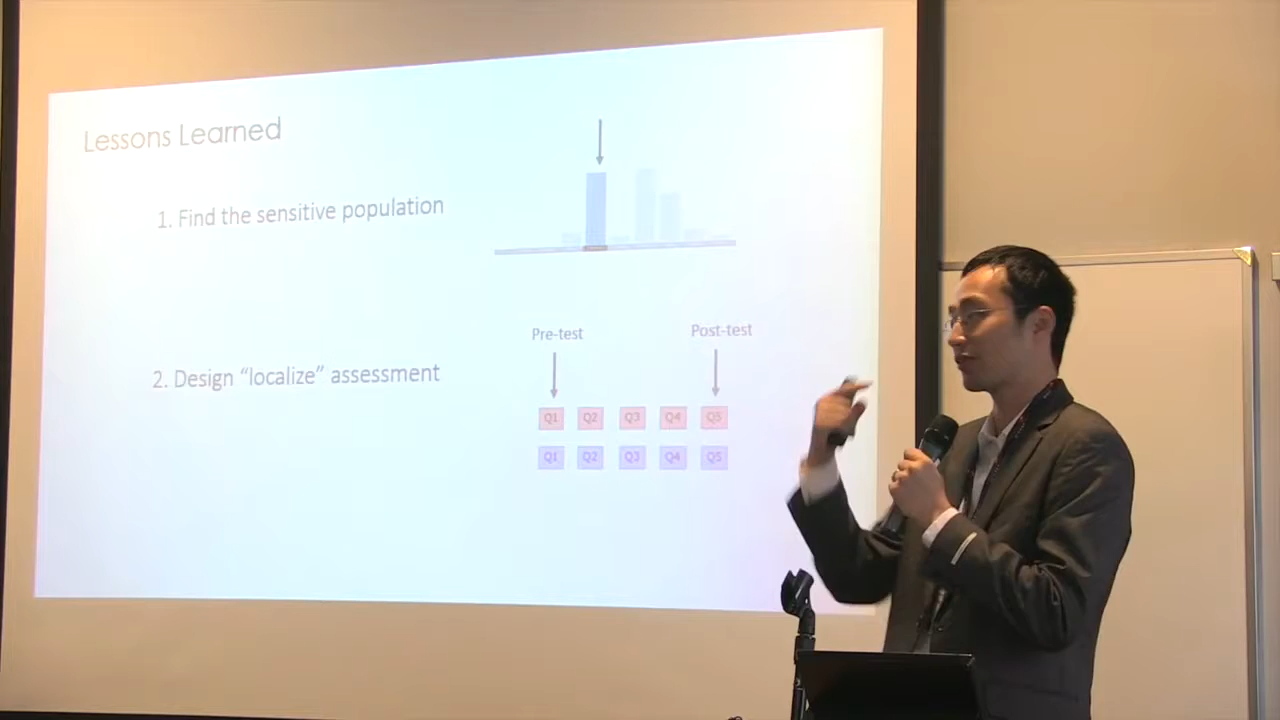 Lessons Learned
1. Find the sensitive population
Pre-test
Post-test
2. Design “localize” assessment
Q1 Q2 Q3 Q4 Q5
Q1 Q2 Q3 Q4 Q5